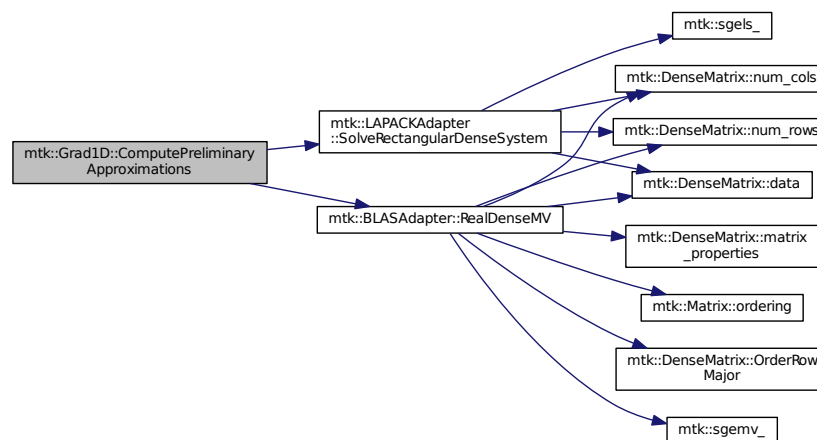 mtk::Grad1D::ComputePreliminary
Approximations
mtk::LAPACKAdapter
::SolveRectangularDenseSystem
mtk::BLASAdapter::RealDenseMV
mtk::sgels_
mtk::DenseMatrix::num_cols
mtk::DenseMatrix::num_rows
mtk::DenseMatrix::data
mtk::DenseMatrix::matrix
_properties
mtk::Matrix::ordering
mtk::DenseMatrix::OrderRow
Major
mtk::sgemv_